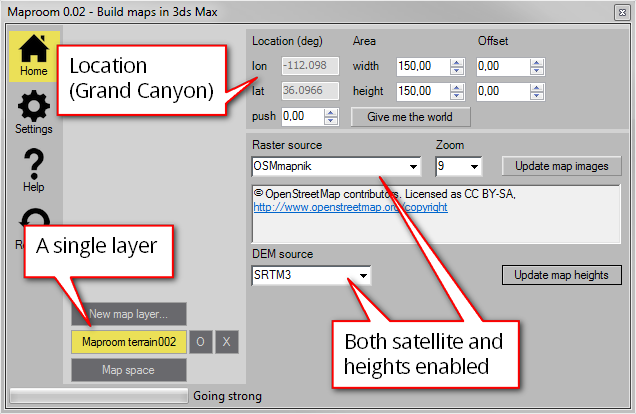 Maproom 0.02 - Build maps in 3ds Max
Home
Settings
Help
Location
(Grand Canyon)
Location (deg) Area Offset
lon -112.098 width 150,00 0,00
lat 36.0966 height 150,00 0,00
push 0,00 Give me the world
Raster source Zoom
OSMmapnik 9 Update map images
© OpenStreetMap contributors. Licensed as CC BY-SA,
http://www.openstreetmap.org/copyright
DEM source
SRTM3 Update map heights
A single layer
New map layer...
Maproom terrain002 O X
Map space
Both satellite and
heights enabled
Going strong